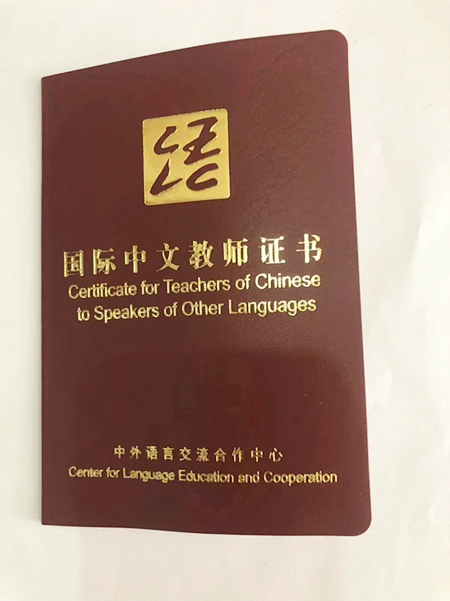 CLEC
国际中文教师证书
Certificate for Teachers of Chinese
to Speakers of Other Languages
中外语言交流合作中心
Center for Language Education and Cooperation